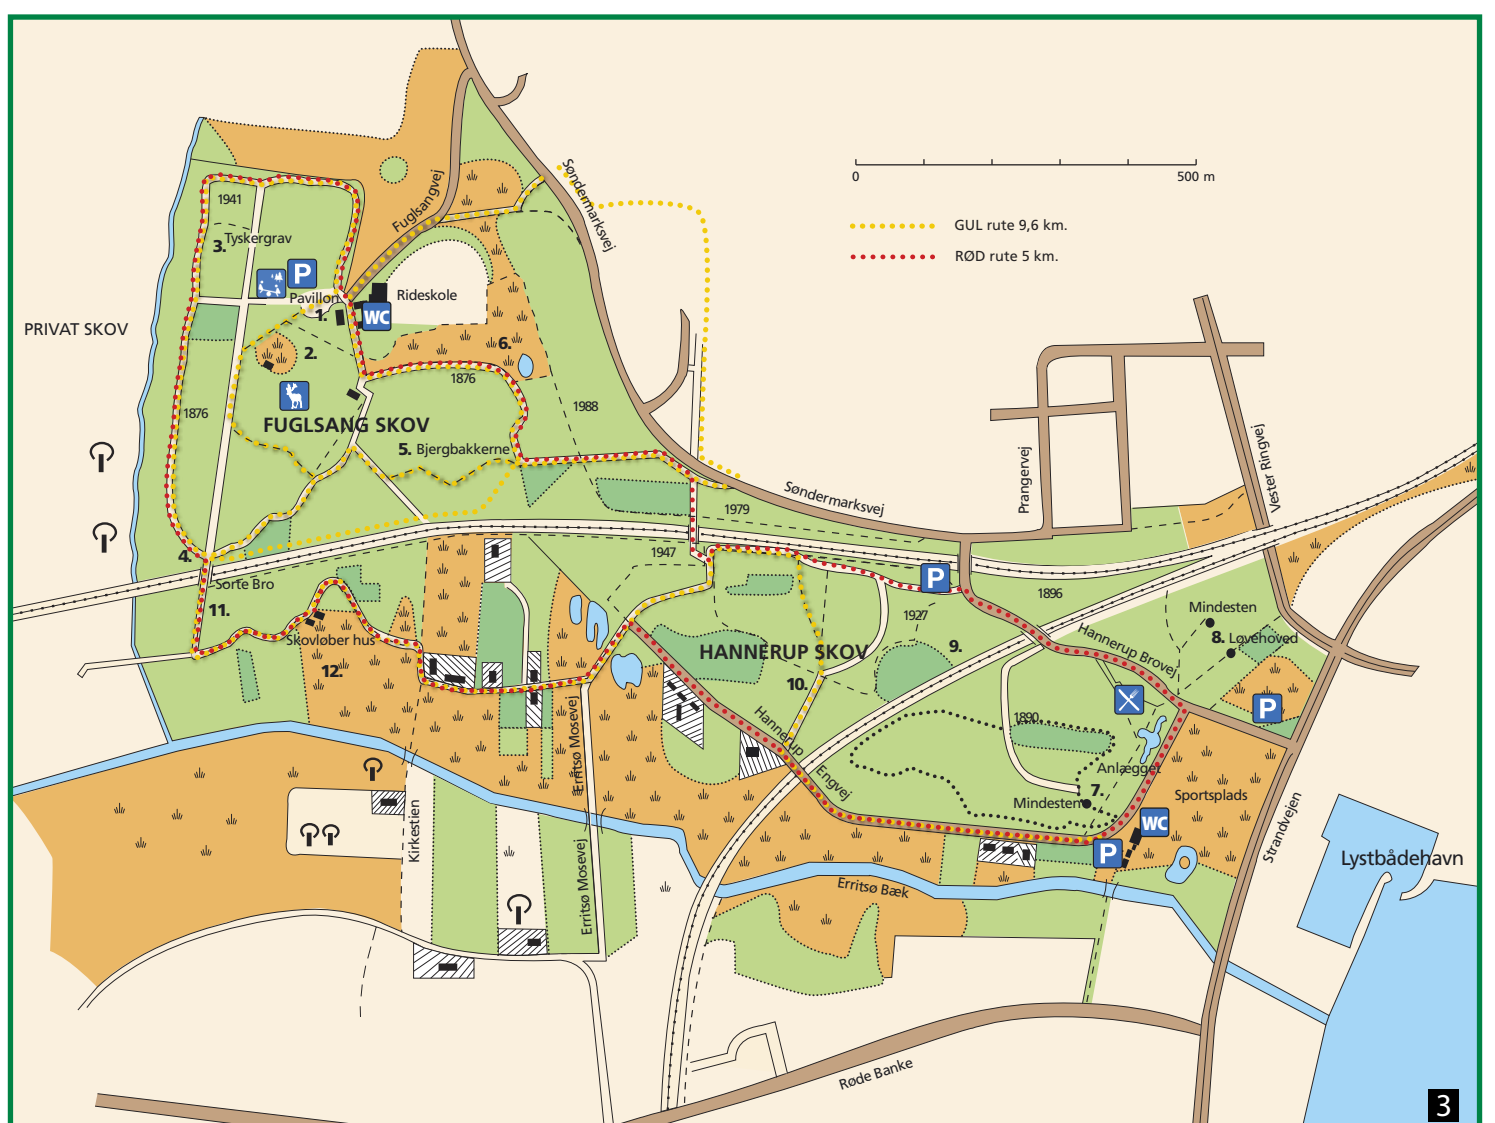 Søndermarksvej
0
500 m
GUL rute 9,6 km.
RØD rute 5 km.
Fuglsangvej
1941
3. Tyskergrav
P
Pavillon
1.
WC
Rideskole
PRIVAT SKOV
2.
6.
1876
1876
1988
FUGLSANG SKOV
5. Bjergbakkerne
Søndermarksvej
Prangervej
Vester Ringvej
1979
4.
1947
Sorte Bro
11.
Skovløber hus
12.
P
1896
1927
Mindesten
8. Løvehoved
Hannerup Brovej
HANNERUP SKOV
9.
10.
P
Hannerup
Engvej
1890
Anlægget
Mindesten
7.
Sportsplads
WC
P
Erritsø Mosevej
Erritsø Mosevej
Kirkestien
Strandvejen
Lystbådehavn
Erritsø Bæk
Røde Banke
3